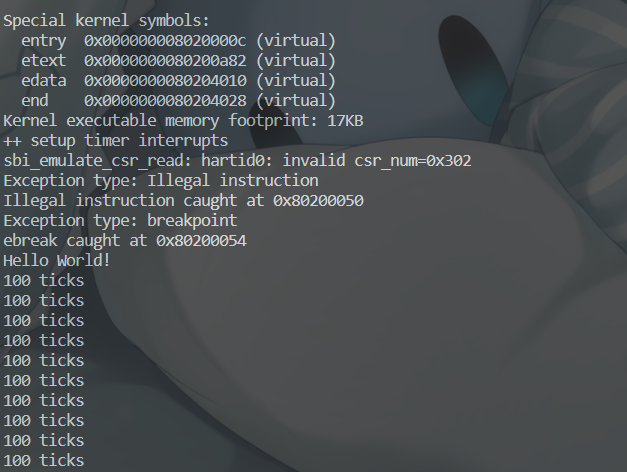 Special kernel symbols:
  entry  0x000000008020000c (virtual)
  etext  0x0000000080200a82 (virtual)
  edata  0x0000000080204010 (virtual)
  end    0x0000000080204028 (virtual)
Kernel executable memory footprint: 17KB
++ setup timer interrupts
sbi_emulate_csr_read: hartid0: invalid csr_num=0x302
Exception type: Illegal instruction
Illegal instruction caught at 0x80200050
Exception type: breakpoint
ebreak caught at 0x80200054
Hello World!
100 ticks
100 ticks
100 ticks
100 ticks
100 ticks
100 ticks
100 ticks
100 ticks
100 ticks
100 ticks